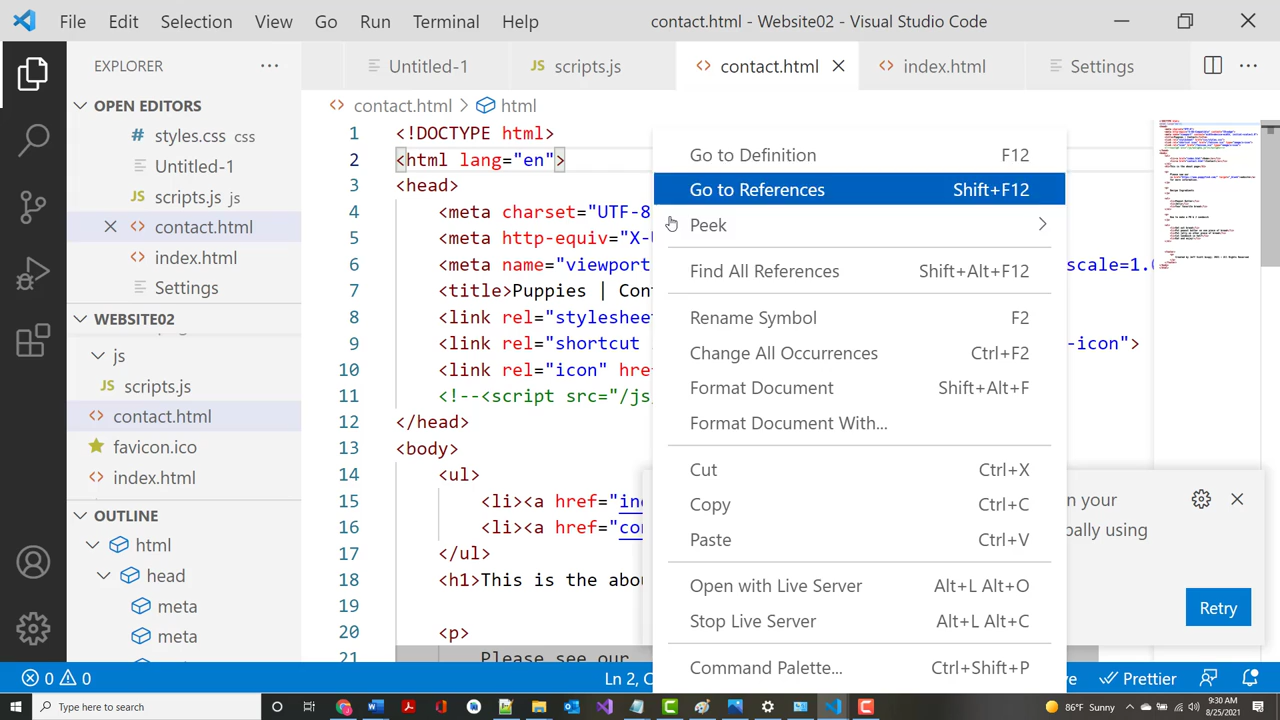 File Edit Selection View Go Run Terminal Help contact.html - Website02 - Visual Studio Code
EXPLORER
Untitled-1
JS scripts.js
<> contact.html
<> index.html
Settings
OPEN EDITORS
# styles.css css
Untitled-1
JS scripts.js js
<> contact.html
<> index.html
Settings
WEBSITE02
js
JS scripts.js
<> contact.html
favicon.ico
<> index.html
OUTLINE
html
head
meta
meta
<> contact.html > html
1 <!DOCTYPE html>
2 <html lang="en">
3 <head>
4 <meta charset="UTF-8
5 <meta http-equiv="X-
6 <meta name="viewport scale=1.0
7 <title>Puppies | Con
8 <link rel="stylesheet
9 <link rel="shortcut -icon">
10 <link rel="icon" hre
11 <!--<script src="/js/
12 </head>
13 <body>
14 <ul>
15 <li><a href="ind
16 <li><a href="con
17 </ul>
18 <h1>This is the abou
19
20 <p>
21 Please see our
Go to Definition F12
Go to References Shift+F12
Peek
Find All References Shift+Alt+F12
Rename Symbol F2
Change All Occurrences Ctrl+F2
Format Document Shift+Alt+F
Format Document With...
Cut Ctrl+X
Copy Ctrl+C
Paste Ctrl+V
Open with Live Server Alt+L Alt+O
Stop Live Server Alt+L Alt+C
Command Palette... Ctrl+Shift+P
n your
bally using
Retry
0 0 Ln 2, C ve Prettier
Type here to search
86°F Sunny
9:30 AM
8/25/2021